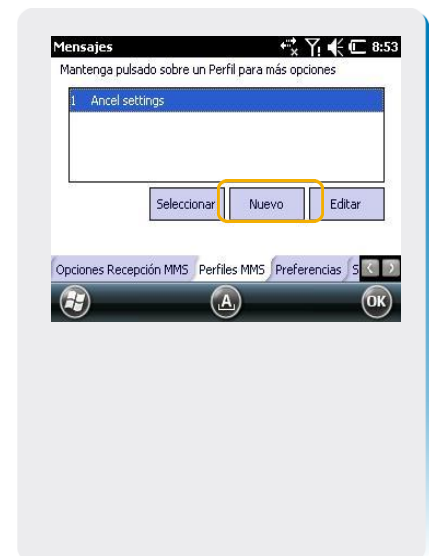 Mensajes 8:53
Mantenga pulsado sobre un Perfil para más opciones
1 Ancel settings
Seleccionar Nuevo Editar
Opciones Recepción MMS Perfiles MMS Preferencias S
A OK